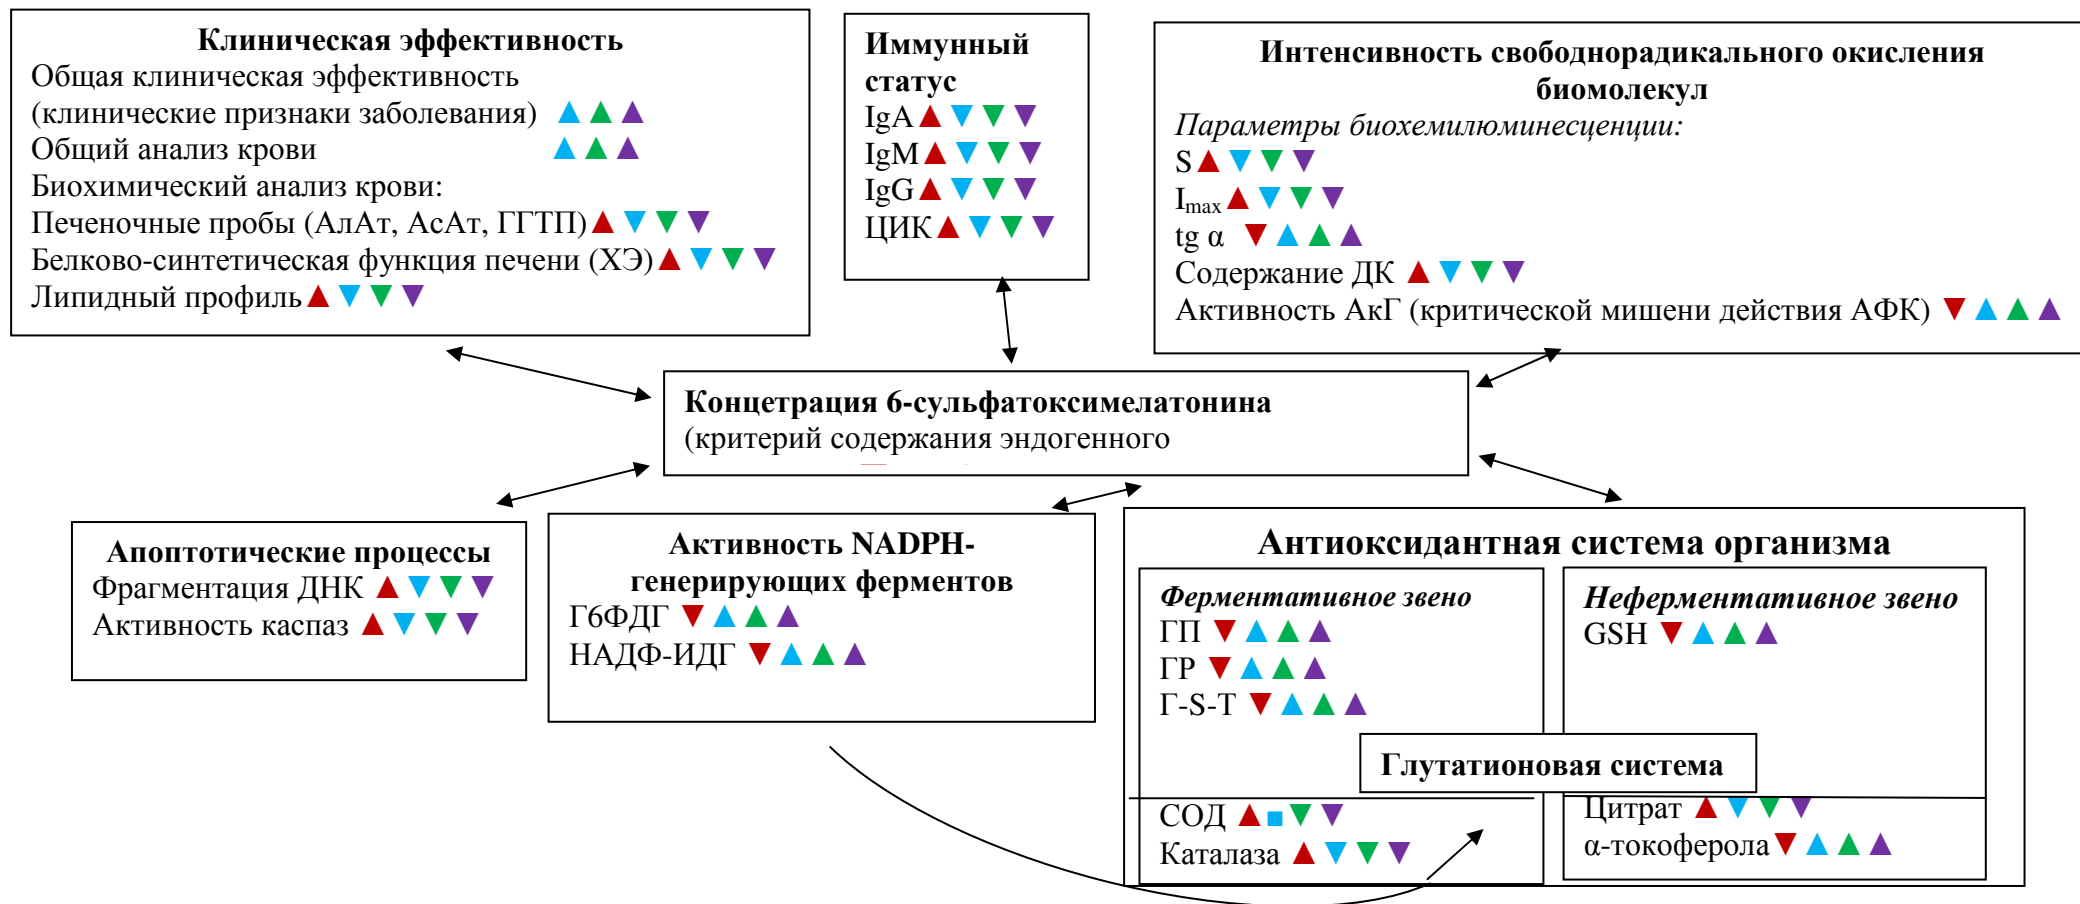 Клиническая эффективность
Общая клиническая эффективность
(клинические признаки заболевания) ▲ ▲ ▲
Общий анализ крови ▲ ▲ ▲
Биохимический анализ крови:
Печеночные пробы (АлАт, АсАт, ГГТП) ▲ ▼ ▼ ▼
Белково-синтетическая функция печени (ХЭ) ▲ ▼ ▼ ▼
Липидный профиль ▲ ▼ ▼ ▼
Иммунный
статус
IgA ▲ ▼ ▼ ▼
IgM ▲ ▼ ▼ ▼
IgG ▲ ▼ ▼ ▼
ЦИК ▲ ▼ ▼ ▼
Интенсивность свободнорадикального окисления
биомолекул
Параметры биохемилюминесценции:
S ▲ ▼ ▼ ▼
Imax ▲ ▼ ▼ ▼
tg α ▼ ▲ ▲ ▲
Содержание ДК ▲ ▼ ▼ ▼
Активность АкГ (критической мишени действия АФК) ▼ ▲ ▲ ▲
Концетрация 6-сульфатоксимелатонина
(критерий содержания эндогенного
Апоптотические процессы
Фрагментация ДНК ▲ ▼ ▼ ▼
Активность каспаз ▲ ▼ ▼ ▼
Активность NADPH-
генерирующих ферментов
Г6ФДГ ▼ ▲ ▲ ▲
НАДФ-ИДГ ▼ ▲ ▲ ▲
Антиоксидантная система организма
Ферментативное звено
ГП ▼ ▲ ▲ ▲
ГР ▼ ▲ ▲ ▲
Г-S-Т ▼ ▲ ▲ ▲
Неферментативное звено
GSH ▼ ▲ ▲ ▲
Глутатионовая система
СОД ▲ ■ ▼ ▼
Каталаза ▲ ▼ ▼ ▼
Цитрат ▲ ▼ ▼ ▼
α-токоферола ▼ ▲ ▲ ▲